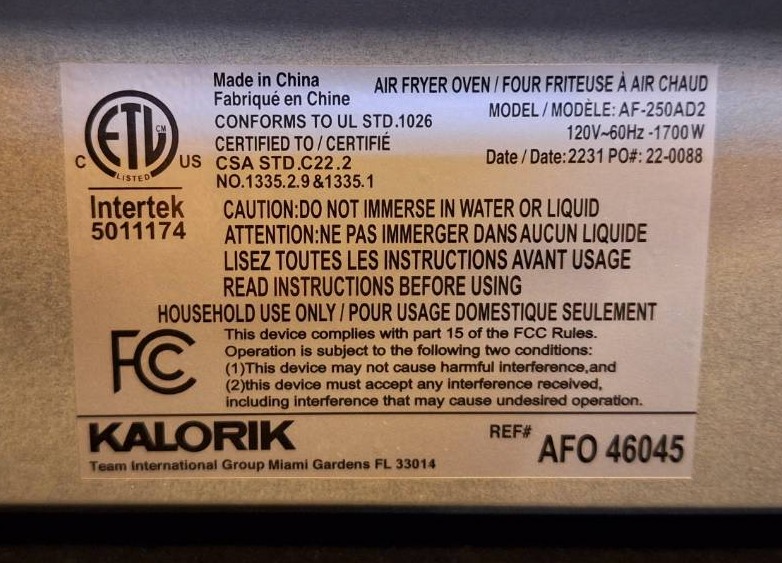 Made in China
Fabriqué en Chine
AIR FRYER OVEN / FOUR FRITEUSE À AIR CHAUD
MODEL / MODÈLE: AF-250AD2
120V~60Hz -1700W
Date / Date:2231 PO#: 22-0088
CONFORMS TO UL STD.1026
CERTIFIED TO / CERTIFIÉ
CSA STD.C22.2
NO.1335.2.9 &1335.1
ETL CM
C US
LISTED
Intertek
5011174
CAUTION:DO NOT IMMERSE IN WATER OR LIQUID
ATTENTION:NE PAS IMMERGER DANS AUCUN LIQUIDE
LISEZ TOUTES LES INSTRUCTIONS AVANT USAGE
READ INSTRUCTIONS BEFORE USING
HOUSEHOLD USE ONLY / POUR USAGE DOMESTIQUE SEULEMENT
FC
This device complies with part 15 of the FCC Rules.
Operation is subject to the following two conditions:
(1)This device may not cause harmful interference,and
(2)this device must accept any interference received,
including interference that may cause undesired operation.
KALORIK
Team International Group Miami Gardens FL 33014
REF# AFO 46045